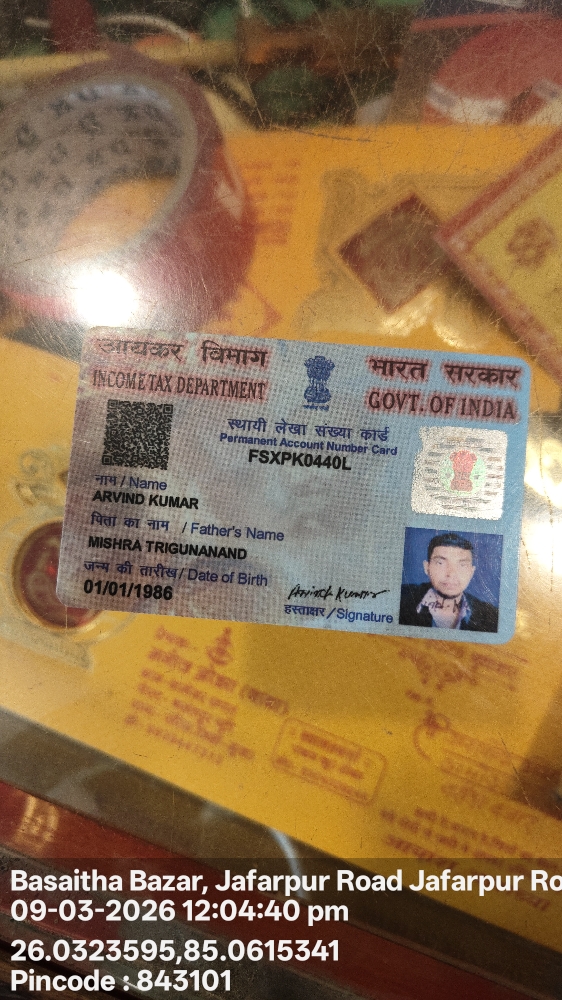 आयकर विभाग
INCOME TAX DEPARTMENT
भारत सरकार
GOVT. OF INDIA
स्थायी लेखा संख्या कार्ड
Permanent Account Number Card
FSXPK0440L
नाम / Name
ARVIND KUMAR
पिता का नाम / Father's Name
MISHRA TRIGUNANAND
जन्म की तारीख / Date of Birth
01/01/1986
Arvind Kumar
हस्ताक्षर / Signature
Basaitha Bazar, Jafarpur Road Jafarpur Ro
09-03-2026 12:04:40 pm
26.0323595,85.0615341
Pincode : 843101